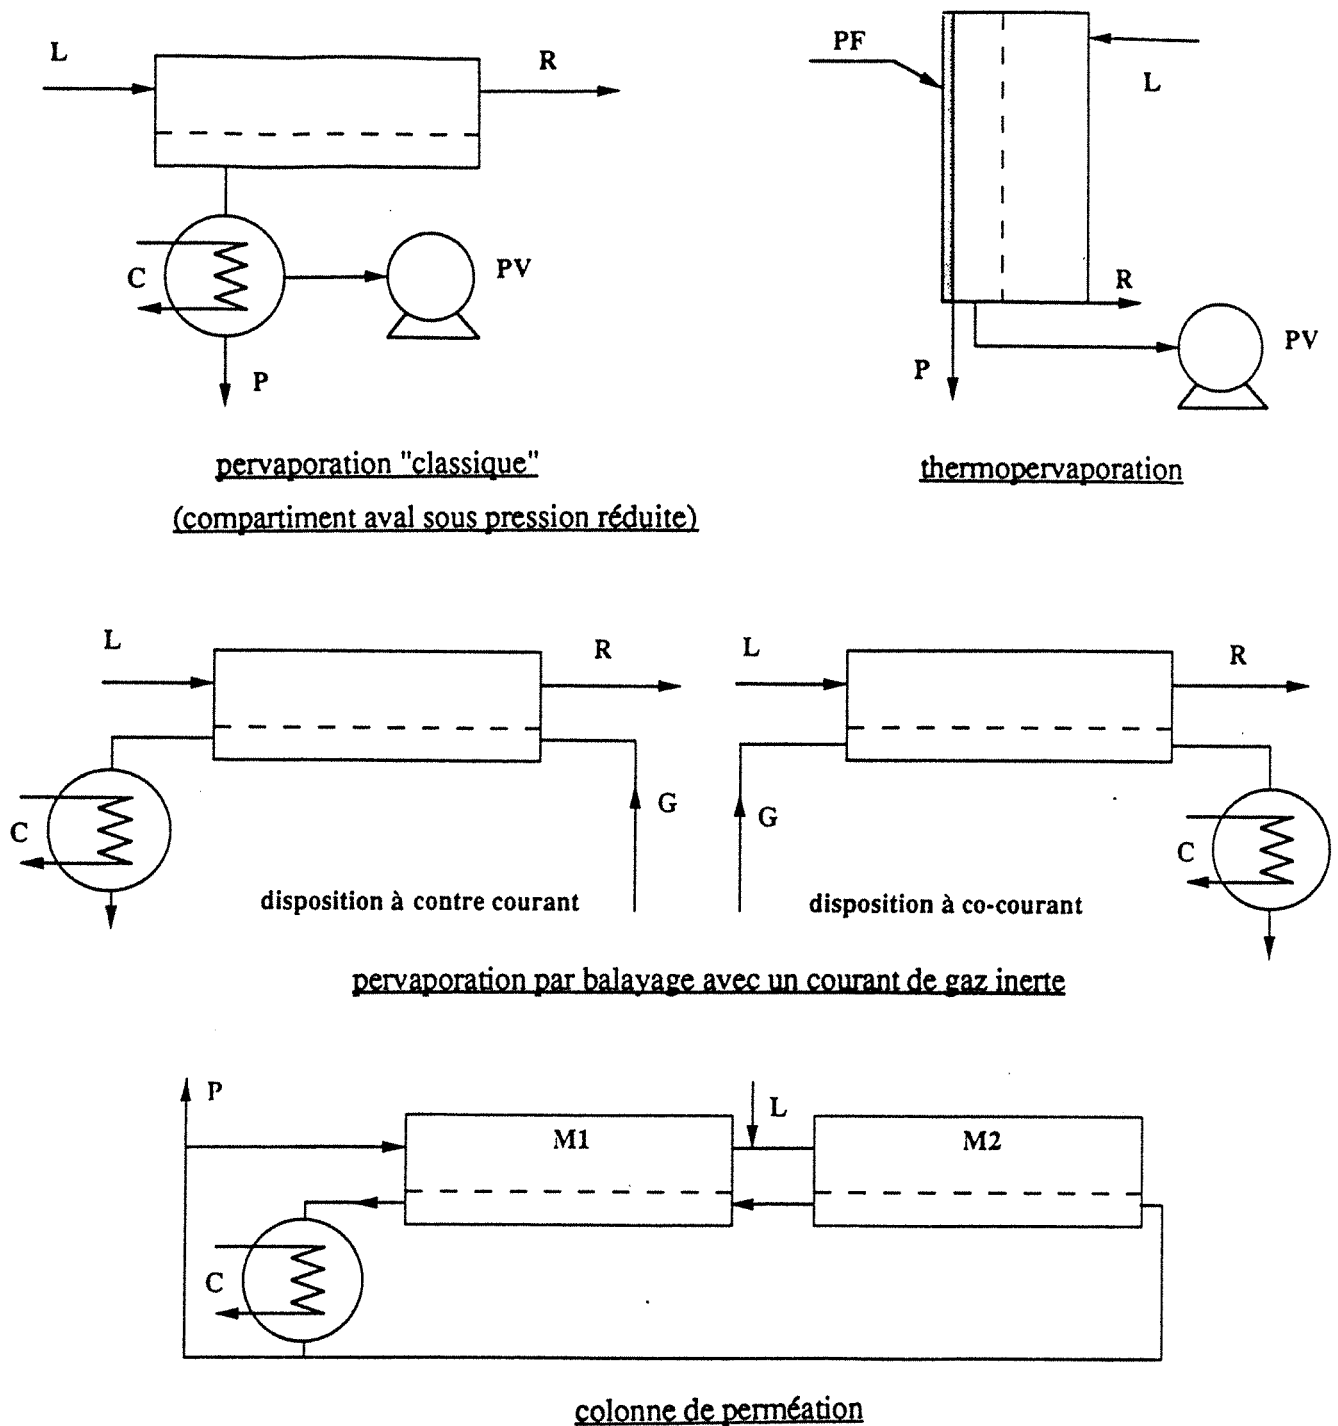 L
R
C
PV
P
pervaporation "classique"
(compartiment aval sous pression réduite)
PF
L
R
P
PV
thermopervaporation
L
R
C
G
disposition à contre courant
L
R
G
C
disposition à co-courant
pervaporation par balayage avec un courant de gaz inerte
P
L
M1
M2
C
colonne de perméation